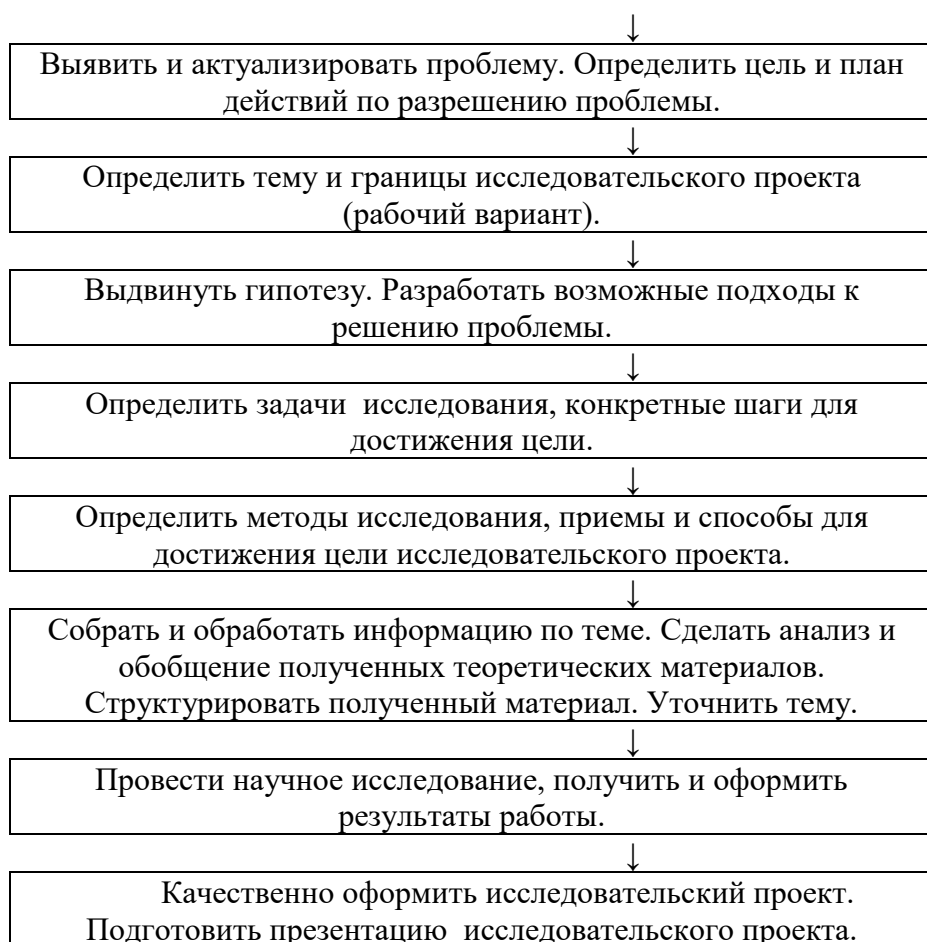 ↓
Выявить и актуализировать проблему. Определить цель и план
действий по разрешению проблемы.
↓
Определить тему и границы исследовательского проекта
(рабочий вариант).
↓
Выдвинуть гипотезу. Разработать возможные подходы к
решению проблемы.
↓
Определить задачи  исследования, конкретные шаги для
достижения цели.
↓
Определить методы исследования, приемы и способы для
достижения цели исследовательского проекта.
↓
Собрать и обработать информацию по теме. Сделать анализ и
обобщение полученных теоретических материалов.
Структурировать полученный материал. Уточнить тему.
↓
Провести научное исследование, получить и оформить
результаты работы.
↓
Качественно оформить исследовательский проект.
Подготовить презентацию  исследовательского проекта.